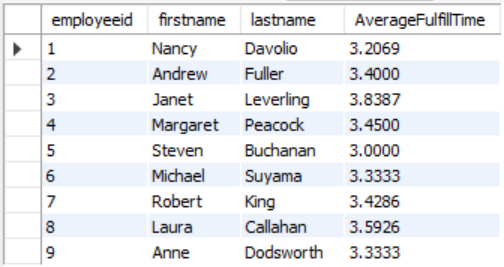 employeeid firstname lastname AverageFulfillTime
1 Nancy Davolio 3.2069
2 Andrew Fuller 3.4000
3 Janet Leverling 3.8387
4 Margaret Peacock 3.4500
5 Steven Buchanan 3.0000
6 Michael Suyama 3.3333
7 Robert King 3.4286
8 Laura Callahan 3.5926
9 Anne Dodsworth 3.3333